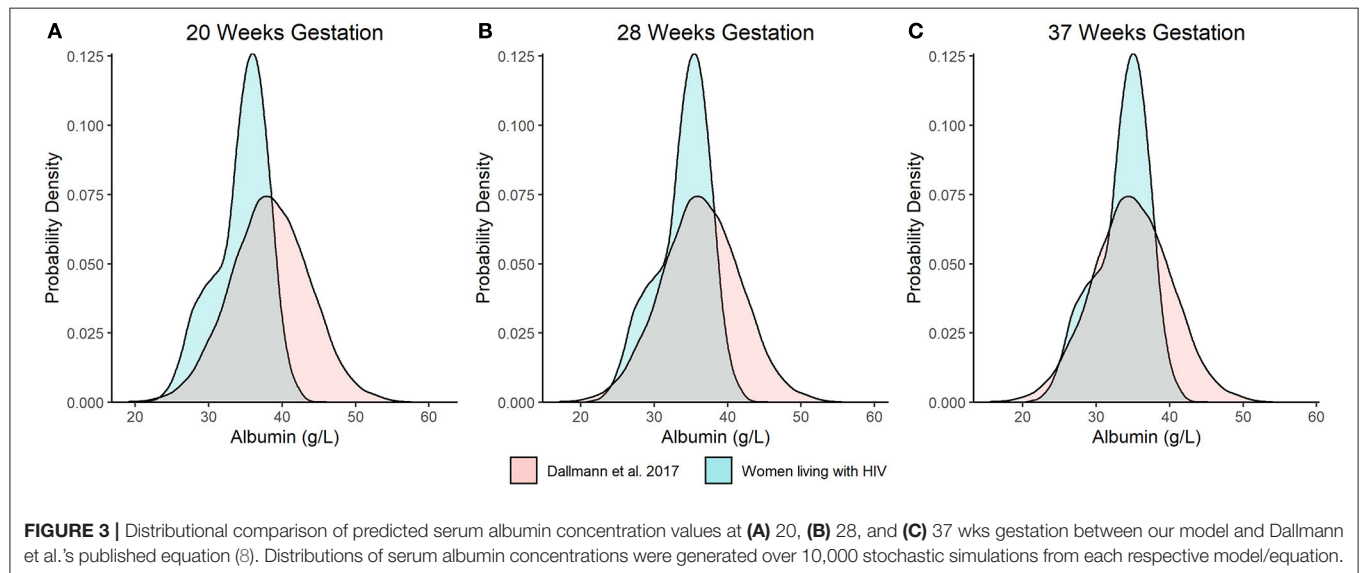 A
20 Weeks Gestation
0.125
0.100
0.075
0.050
0.025
0.000
Probability Density
20 30 40 50 60
Albumin (g/L)
B
28 Weeks Gestation
0.125
0.100
0.075
0.050
0.025
0.000
Probability Density
20 30 40 50 60
Albumin (g/L)
C
37 Weeks Gestation
0.125
0.100
0.075
0.050
0.025
0.000
Probability Density
20 30 40 50 60
Albumin (g/L)
Dallmann et al. 2017 Women living with HIV
FIGURE 3 | Distributional comparison of predicted serum albumin concentration values at (A) 20, (B) 28, and (C) 37 wks gestation between our model and Dallmann
et al.'s published equation (8). Distributions of serum albumin concentrations were generated over 10,000 stochastic simulations from each respective model/equation.